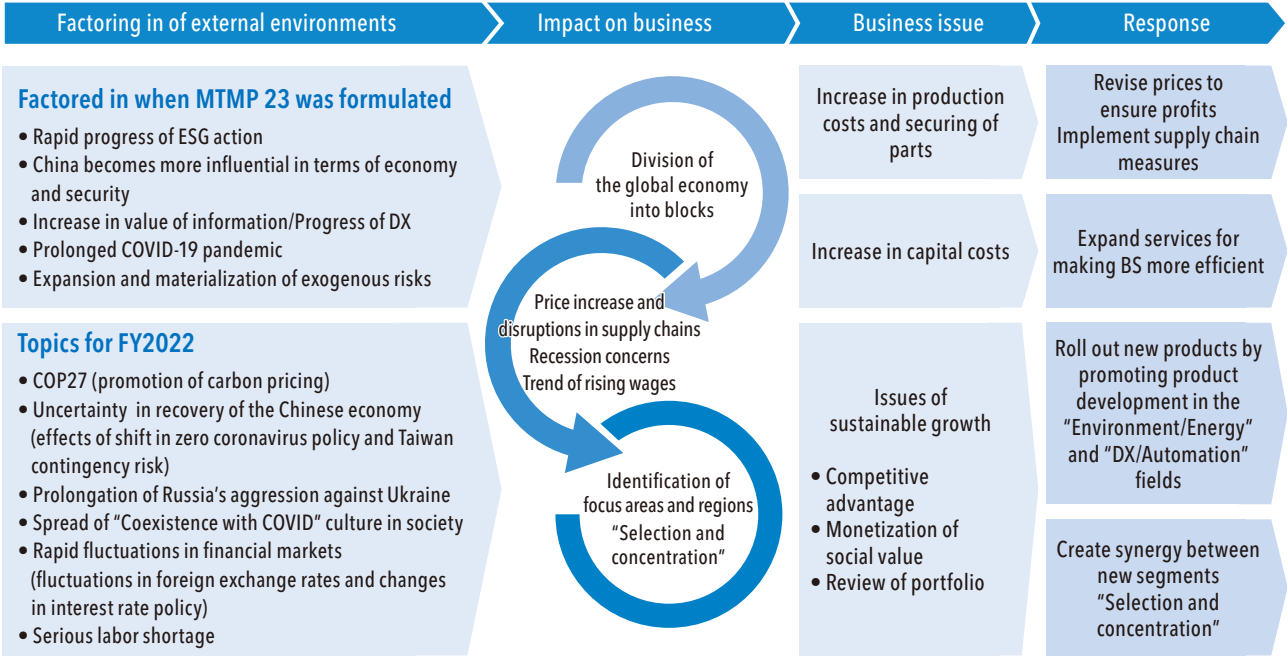 Factoring in of external environments
Impact on business
Business issue
Response
Factored in when MTMP 23 was formulated
• Rapid progress of ESG action
• China becomes more influential in terms of economy
and security
• Increase in value of information/Progress of DX
• Prolonged COVID-19 pandemic
• Expansion and materialization of exogenous risks
Topics for FY2022
• COP27 (promotion of carbon pricing)
• Uncertainty in recovery of the Chinese economy
(effects of shift in zero coronavirus policy and Taiwan
contingency risk)
• Prolongation of Russia’s aggression against Ukraine
• Spread of “Coexistence with COVID” culture in society
• Rapid fluctuations in financial markets
(fluctuations in foreign exchange rates and changes
in interest rate policy)
• Serious labor shortage
Division of
the global economy
into blocks
Price increase and
disruptions in supply chains
Recession concerns
Trend of rising wages
Identification of
focus areas and regions
“Selection and
concentration”
Increase in production
costs and securing of
parts
Increase in capital costs
Issues of
sustainable growth
• Competitive
advantage
• Monetization of
social value
• Review of portfolio
Revise prices to
ensure profits
Implement supply chain
measures
Expand services for
making BS more efficient
Roll out new products by
promoting product
development in the
“Environment/Energy”
and “DX/Automation”
fields
Create synergy between
new segments
“Selection and
concentration”